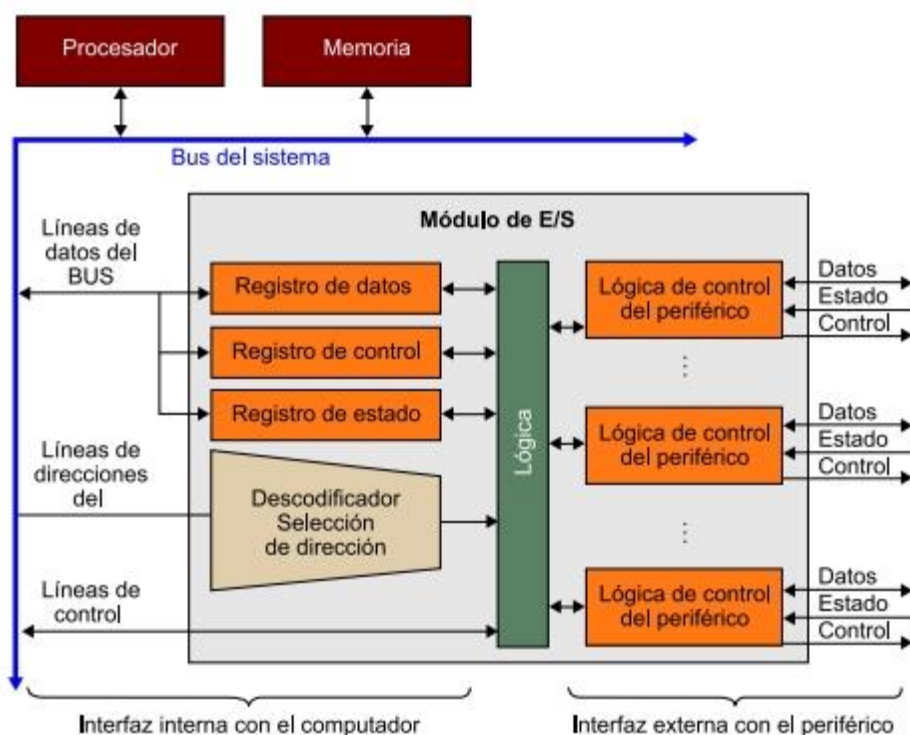 Procesador
Memoria
Bus del sistema
Módulo de E/S
Líneas de
datos del
BUS
Registro de datos
Registro de control
Registro de estado
Líneas de
direcciones
del
Descodificador
Selección
de dirección
Líneas de
control
Lógica
Lógica de control
del periférico
Datos
Estado
Control
...
Lógica de control
del periférico
Datos
Estado
Control
...
Lógica de control
del periférico
Datos
Estado
Control
Interfaz interna con el computador
Interfaz externa con el periférico